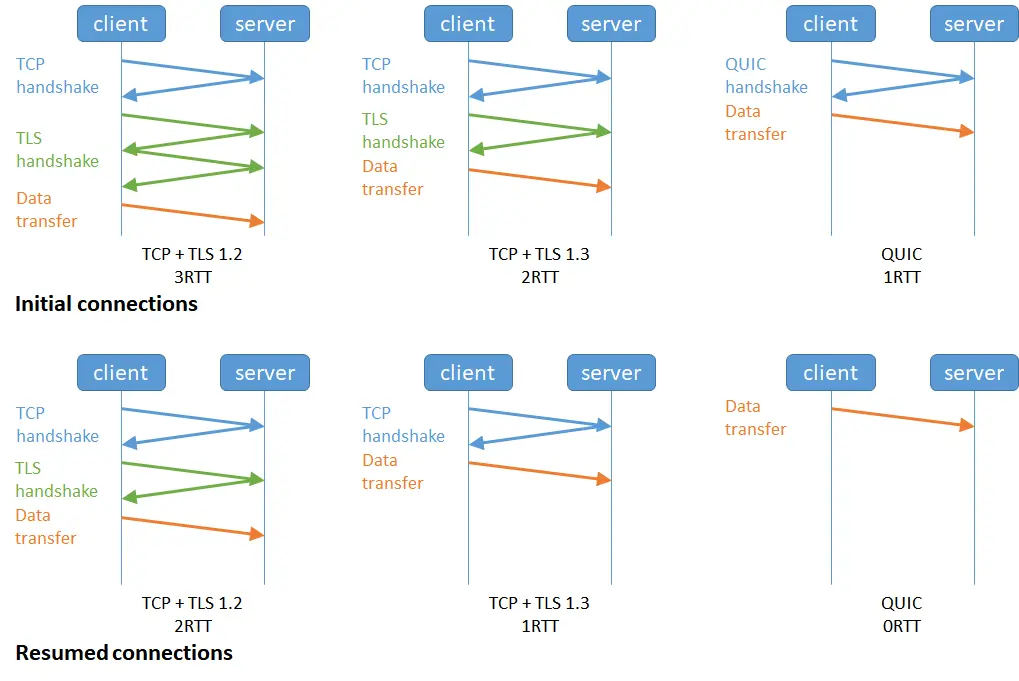 client server
client server
client server
TCP
handshake
TLS
handshake
Data
transfer
TCP + TLS 1.2
3RTT
TCP
handshake
TLS
handshake
Data
transfer
TCP + TLS 1.3
2RTT
QUIC
handshake
Data
transfer
QUIC
1RTT
Initial connections
client server
client server
client server
TCP
handshake
TLS
handshake
Data
transfer
TCP + TLS 1.2
2RTT
TCP
handshake
Data
transfer
TCP + TLS 1.3
1RTT
Data
transfer
QUIC
0RTT
Resumed connections